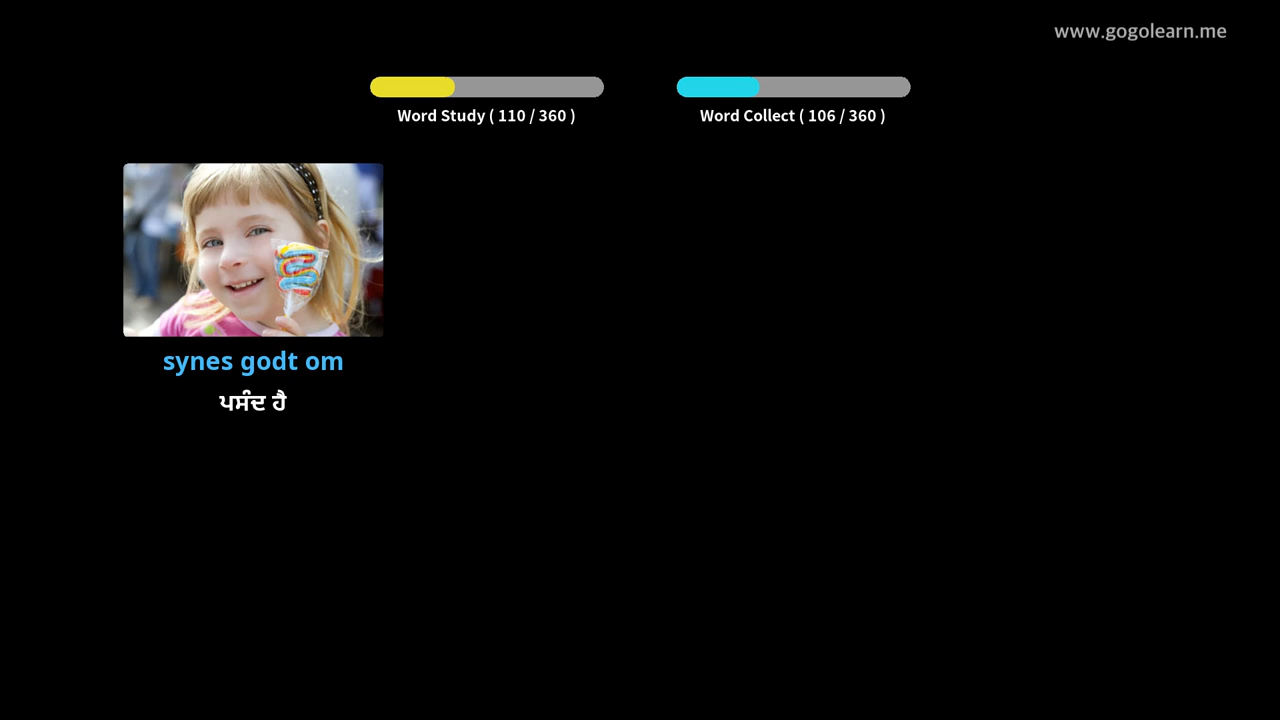 www.gogolearn.me
Word Study ( 110 / 360 )
Word Collect ( 106 / 360 )
synes godt om
ਪਸੰਦ ਹੈ